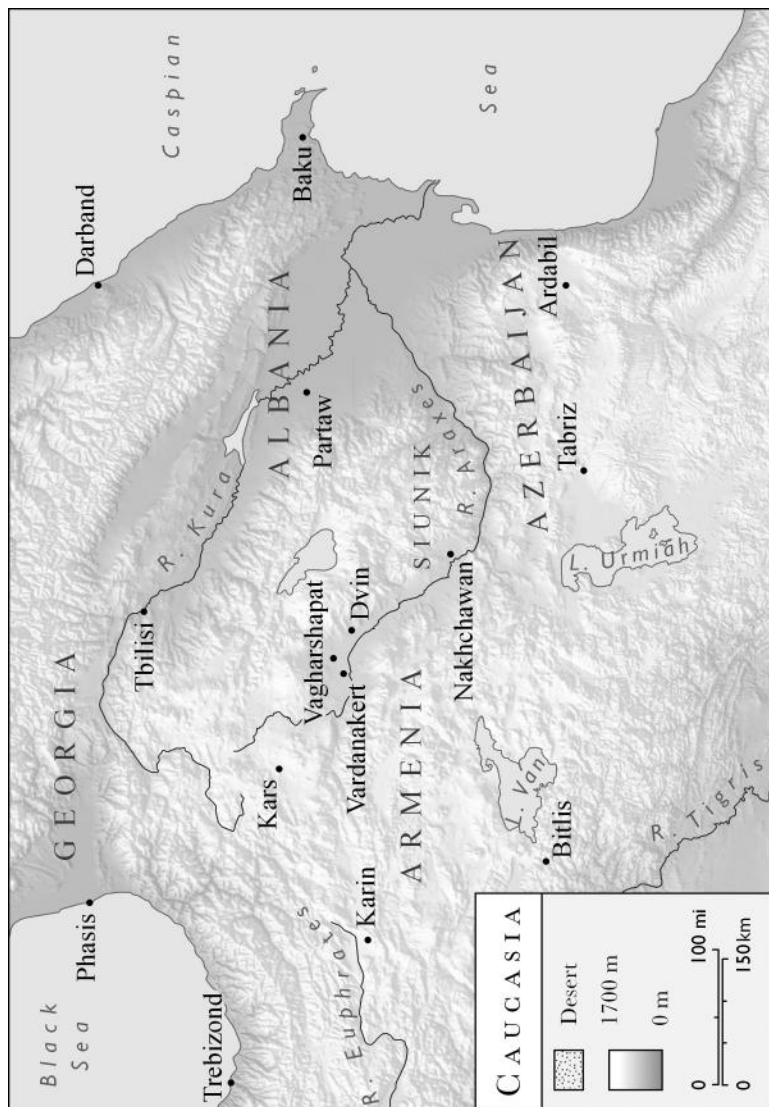 Black
Sea
Phasis
GEORGIA
Trebizond
Tbilisi
R. Kura
Darband
Caspian
Sea
Baku
ALBANIA
Partaw
Kars
Vagharshapat
Vardanakert
Dvin
R. Euphrates
Karin
ARMENIA
SIUNIK
R. Araxes
Nakhchawan
AZERBAIJAN
Ardabil
Tabriz
L. Urmiah
L. Van
Bitlis
R. Tigris
CAUCASIA
Desert
1700 m
0 m
0 100 mi
0 150 km